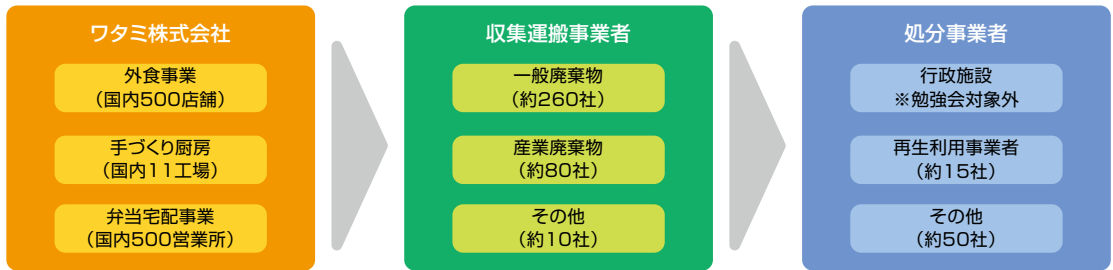 ワタミ株式会社
外食事業
（国内500店舗）
手づくり厨房
（国内11工場）
弁当宅配事業
（国内500営業所）
収集運搬事業者
一般廃棄物
（約260社）
産業廃棄物
（約80社）
その他
（約10社）
処分事業者
行政施設
※勉強会対象外
再生利用事業者
（約15社）
その他
（約50社）